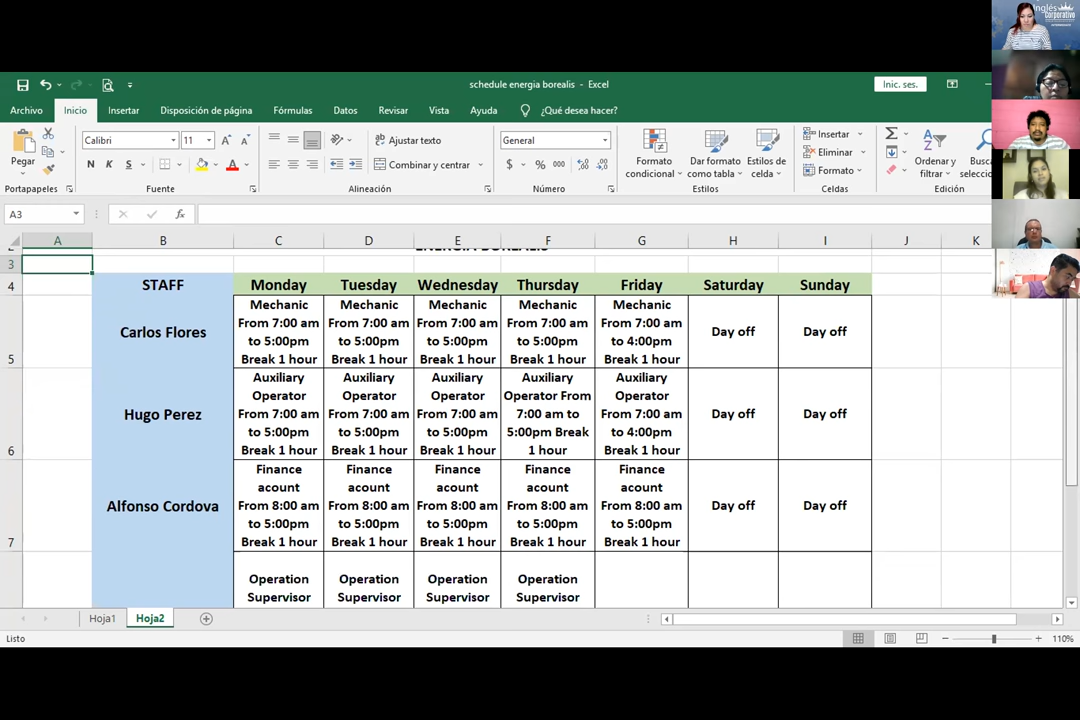 Inglés
corporativo
schedule energia borealis - Excel
Inic. ses.
Archivo Inicio Insertar Disposición de página Fórmulas Datos Revisar Vista Ayuda ¿Qué desea hacer?
Pegar
Calibri 11
N K S
Ajustar texto
Combinar y centrar
General
$ % 000
Formato condicional
Dar formato como tabla
Estilos de celda
Insertar
Eliminar
Formato
Ordenar y filtrar
Portapapeles Fuente Alineación Número Estilos Celdas Edición
A3 fx
A B C D E F G H I J K
ENERGIA BOREALIS
3
4 STAFF Monday Tuesday Wednesday Thursday Friday Saturday Sunday
Mechanic Mechanic Mechanic Mechanic Mechanic
From 7:00 am From 7:00 am From 7:00 am From 7:00 am From 7:00 am
Carlos Flores to 5:00pm to 5:00pm to 5:00pm to 5:00pm to 4:00pm Day off Day off
5 Break 1 hour Break 1 hour Break 1 hour Break 1 hour Break 1 hour
Auxiliary Auxiliary Auxiliary Auxiliary Auxiliary
Operator Operator Operator Operator From Operator
Hugo Perez From 7:00 am From 7:00 am From 7:00 am 7:00 am to From 7:00 am Day off Day off
to 5:00pm to 5:00pm to 5:00pm 5:00pm Break to 4:00pm
6 Break 1 hour Break 1 hour Break 1 hour 1 hour Break 1 hour
Finance Finance Finance Finance Finance
acount acount acount acount acount
Alfonso Cordova From 8:00 am From 8:00 am From 8:00 am From 8:00 am From 8:00 am Day off Day off
to 5:00pm to 5:00pm to 5:00pm to 5:00pm to 5:00pm
7 Break 1 hour Break 1 hour Break 1 hour Break 1 hour Break 1 hour
Operation Operation Operation Operation
Supervisor Supervisor Supervisor Supervisor
Hoja1 Hoja2
Listo 110%